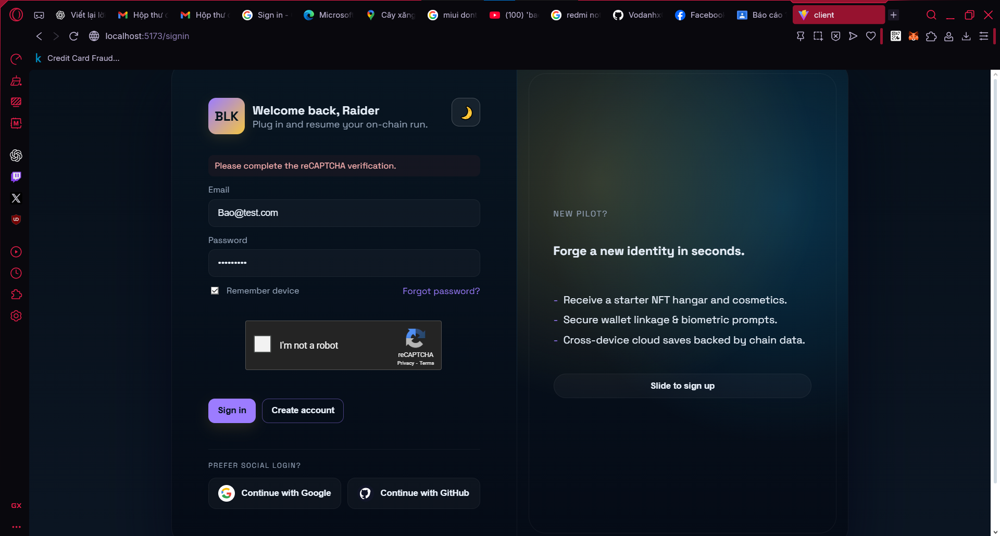 Viết lại lờ
Hộp thư
Hộp thư
Sign in -
Microsoft
Cây xăng
miui dont
(100) 'ba
redmi no
Vodanhx
Facebook
Báo cáo
client
localhost:5173/signin
Credit Card Fraud...
BLK
Welcome back, Raider
Plug in and resume your on-chain run.
Please complete the reCAPTCHA verification.
Email
Bao@test.com
Password
Remember device
Forgot password?
I'm not a robot
reCAPTCHA
Privacy - Terms
Sign in
Create account
PREFER SOCIAL LOGIN?
Continue with Google
Continue with GitHub
NEW PILOT?
Forge a new identity in seconds.
- Receive a starter NFT hangar and cosmetics.
- Secure wallet linkage & biometric prompts.
- Cross-device cloud saves backed by chain data.
Slide to sign up
GX